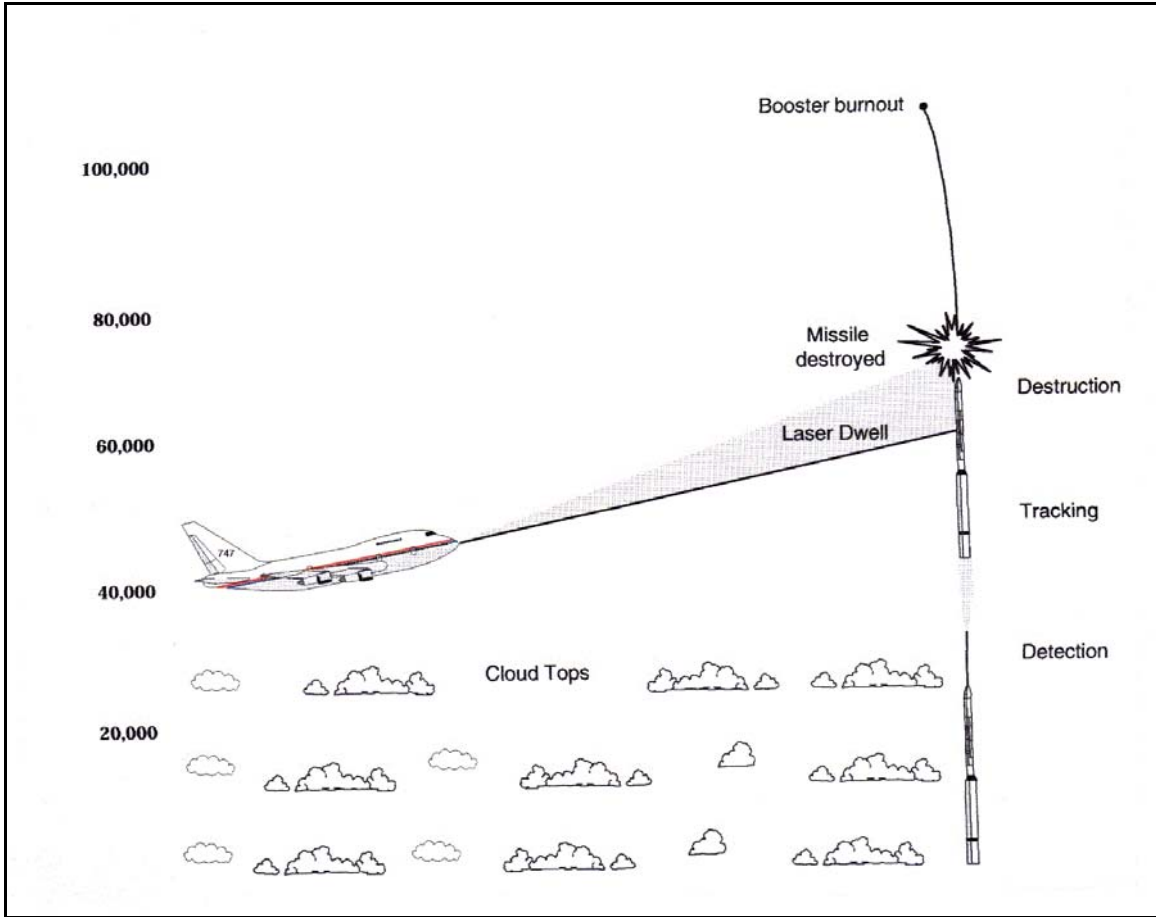 Booster burnout
100,000
80,000
Missile
destroyed
Destruction
Laser Dwell
60,000
Tracking
747
40,000
Detection
Cloud Tops
20,000